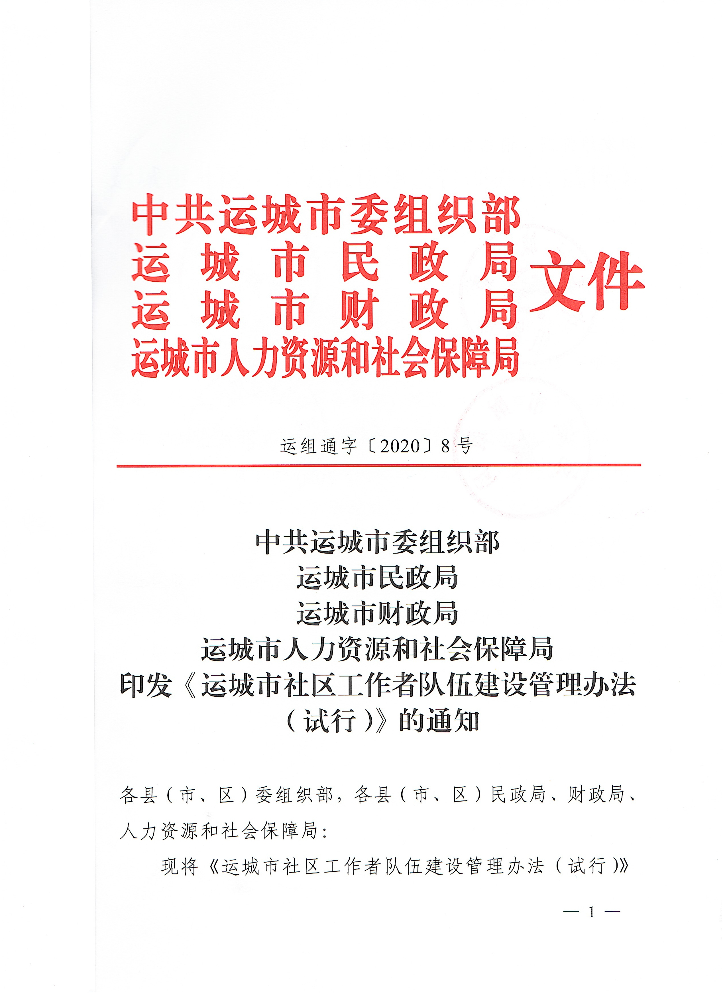 中共运城市委组织部
运城市民政局
运城市财政局
运城市人力资源和社会保障局
文件
运组通字〔2020〕8号
中共运城市委组织部
运城市民政局
运城市财政局
运城市人力资源和社会保障局
印发《运城市社区工作者队伍建设管理办法
（试行）》的通知
各县（市、区）委组织部，各县（市、区）民政局、财政局、
人力资源和社会保障局：
现将《运城市社区工作者队伍建设管理办法（试行）》
— 1 —